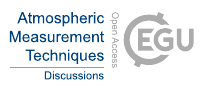 Atmospheric
Measurement
Techniques
Discussions
Open Access
EGU